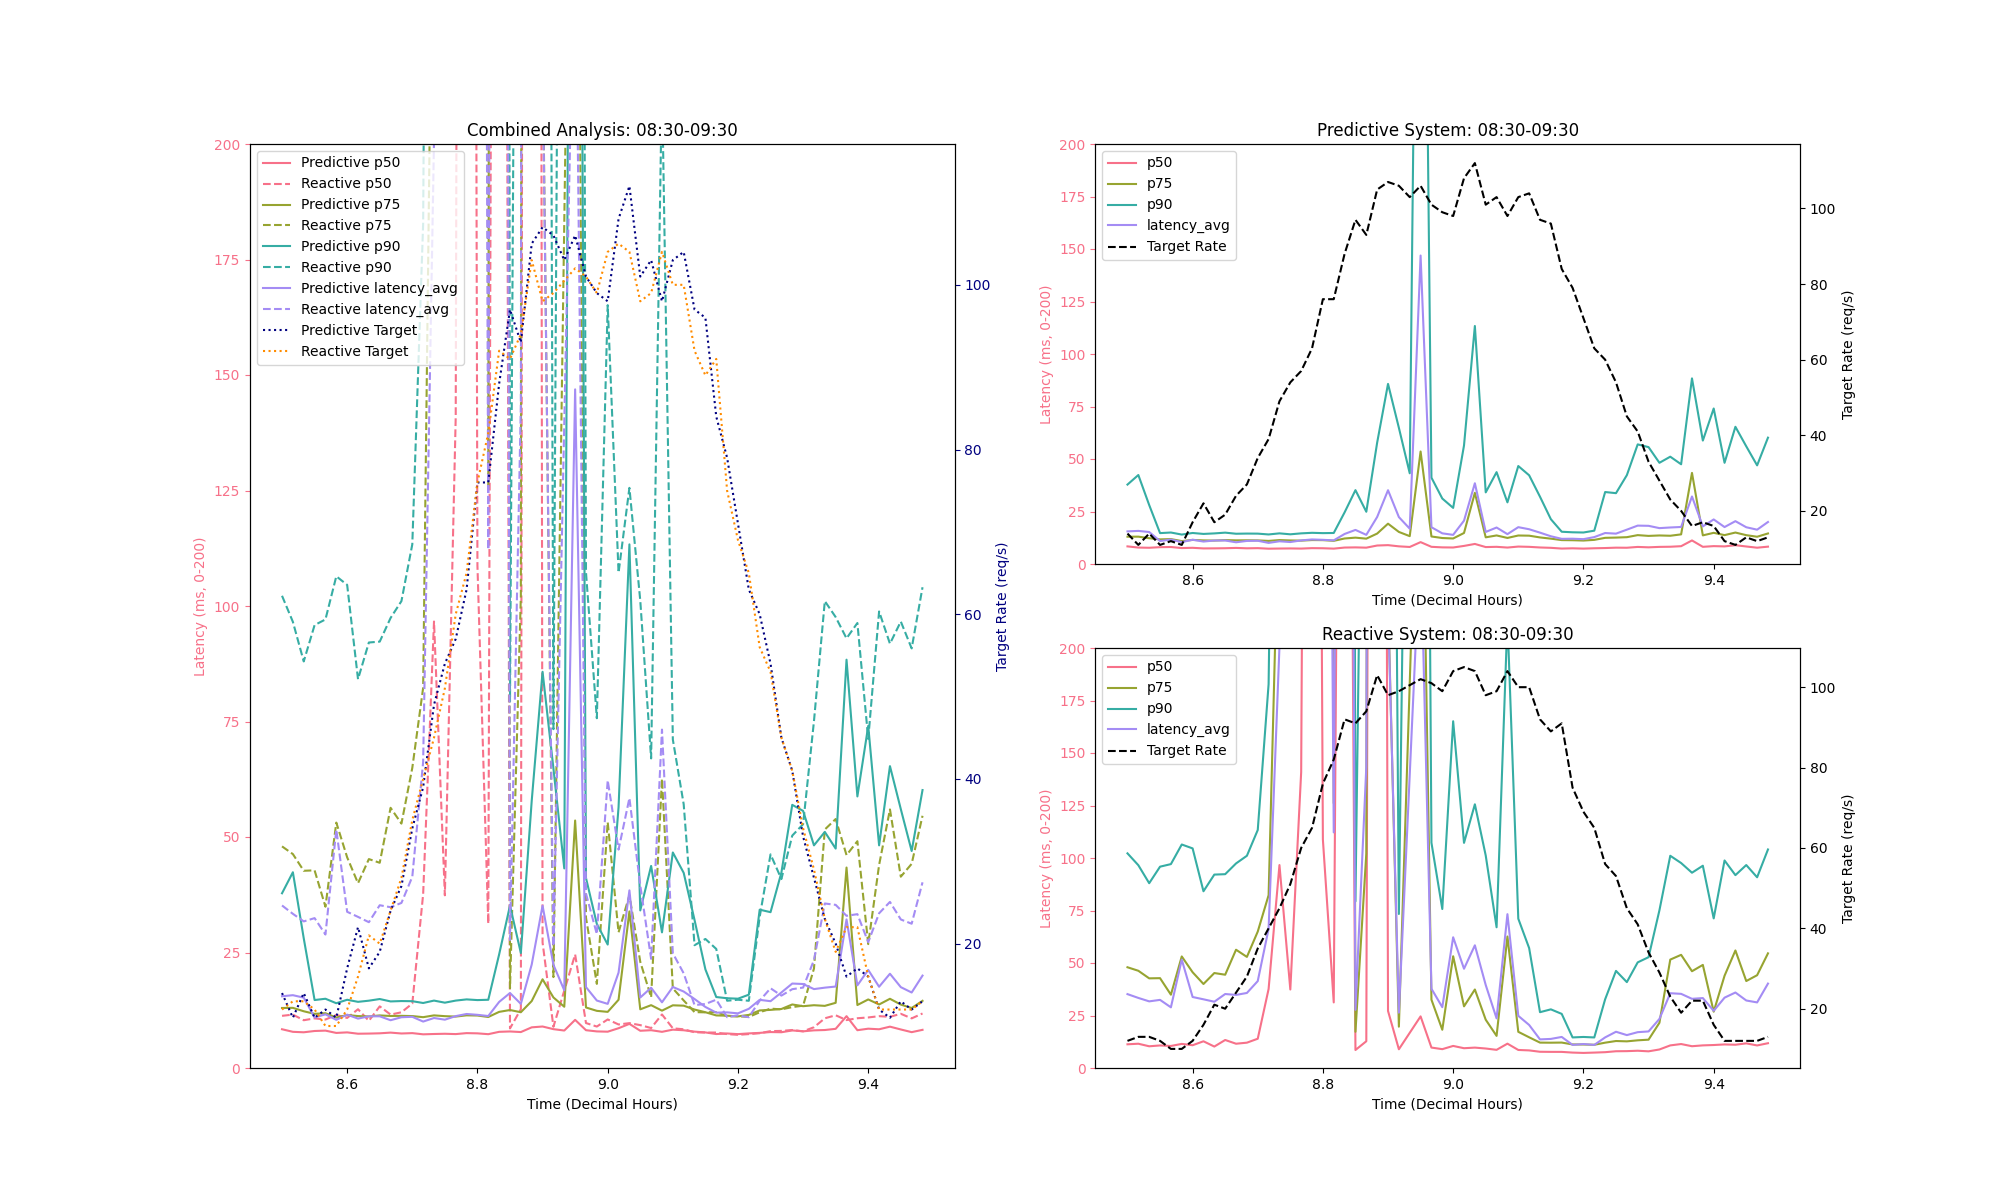 Combined Analysis: 08:30-09:30
Latency (ms, 0-200)
200
175
150
125
100
75
50
25
0
Predictive p50
Reactive p50
Predictive p75
Reactive p75
Predictive p90
Reactive p90
Predictive latency_avg
Reactive latency_avg
Predictive Target
Reactive Target
100
80
60
40
20
Target Rate (req/s)
8.6 8.8 9.0 9.2 9.4
Time (Decimal Hours)
Predictive System: 08:30-09:30
Latency (ms, 0-200)
200
175
150
125
100
75
50
25
0
p50
p75
p90
latency_avg
Target Rate
100
80
60
40
20
Target Rate (req/s)
8.6 8.8 9.0 9.2 9.4
Time (Decimal Hours)
Reactive System: 08:30-09:30
Latency (ms, 0-200)
200
175
150
125
100
75
50
25
0
p50
p75
p90
latency_avg
Target Rate
100
80
60
40
20
Target Rate (req/s)
8.6 8.8 9.0 9.2 9.4
Time (Decimal Hours)